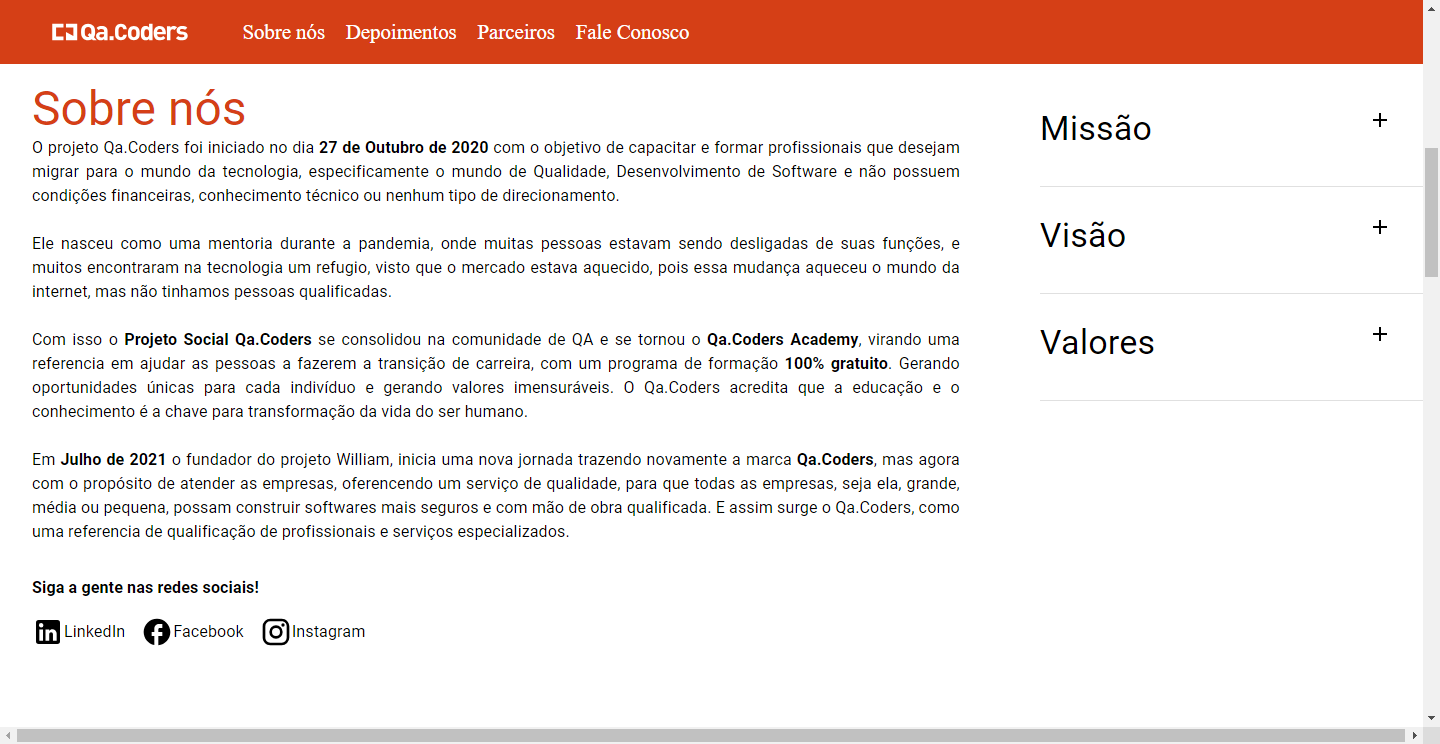 Qa.Coders
Sobre nós Depoimentos Parceiros Fale Conosco
Sobre nós
O projeto Qa.Coders foi iniciado no dia 27 de Outubro de 2020 com o objetivo de capacitar e formar profissionais que desejam
migrar para o mundo da tecnologia, especificamente o mundo de Qualidade, Desenvolvimento de Software e não possuem
condições financeiras, conhecimento técnico ou nenhum tipo de direcionamento.
Ele nasceu como uma mentoria durante a pandemia, onde muitas pessoas estavam sendo desligadas de suas funções, e
muitos encontraram na tecnologia um refugio, visto que o mercado estava aquecido, pois essa mudança aqueceu o mundo da
internet, mas não tinhamos pessoas qualificadas.
Com isso o Projeto Social Qa.Coders se consolidou na comunidade de QA e se tornou o Qa.Coders Academy, virando uma
referencia em ajudar as pessoas a fazerem a transição de carreira, com um programa de formação 100% gratuito. Gerando
oportunidades únicas para cada indivíduo e gerando valores imensuráveis. O Qa.Coders acredita que a educação e o
conhecimento é a chave para transformação da vida do ser humano.
Em Julho de 2021 o fundador do projeto William, inicia uma nova jornada trazendo novamente a marca Qa.Coders, mas agora
com o propósito de atender as empresas, oferencendo um serviço de qualidade, para que todas as empresas, seja ela, grande,
média ou pequena, possam construir softwares mais seguros e com mão de obra qualificada. E assim surge o Qa.Coders, como
uma referencia de qualificação de profissionais e serviços especializados.
Siga a gente nas redes sociais!
LinkedIn Facebook Instagram
Missão +
Visão +
Valores +